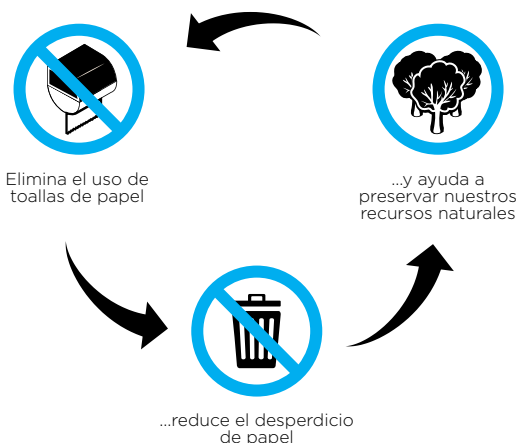 Elimina el uso de
toallas de papel
...y ayuda a
preservar nuestros
recursos naturales
...reduce el desperdicio
de papel